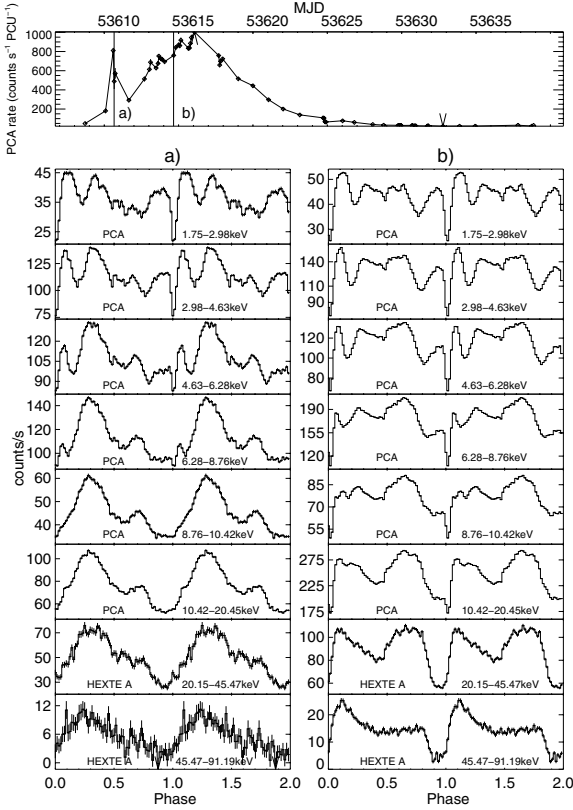 MJD
53610 53615 53620 53625 53630 53635
PCA rate (counts s⁻¹ PCU⁻¹)
1000
800
600
400
200
a) b)
a) b)
counts/s
45
35
25
PCA 1.75–2.98keV
50
40
30
PCA 1.75–2.98keV
125
100
75
PCA 2.98–4.63keV
150
130
110
90
70
PCA 2.98–4.63keV
120
105
90
PCA 4.63–6.28keV
120
100
80
PCA 4.63–6.28keV
140
120
100
PCA 6.28–8.76keV
190
155
120
PCA 6.28–8.76keV
60
50
40
PCA 8.76–10.42keV
85
70
55
PCA 8.76–10.42keV
100
80
60
PCA 10.42–20.45keV
275
225
175
PCA 10.42–20.45keV
70
50
30
HEXTE A 20.15–45.47keV
100
80
60
HEXTE A 20.15–45.47keV
12
6
0
HEXTE A 45.47–91.19keV
20
10
0
HEXTE A 45.47–91.19keV
0.0 0.5 1.0 1.5 2.0
0.0 0.5 1.0 1.5 2.0
Phase Phase